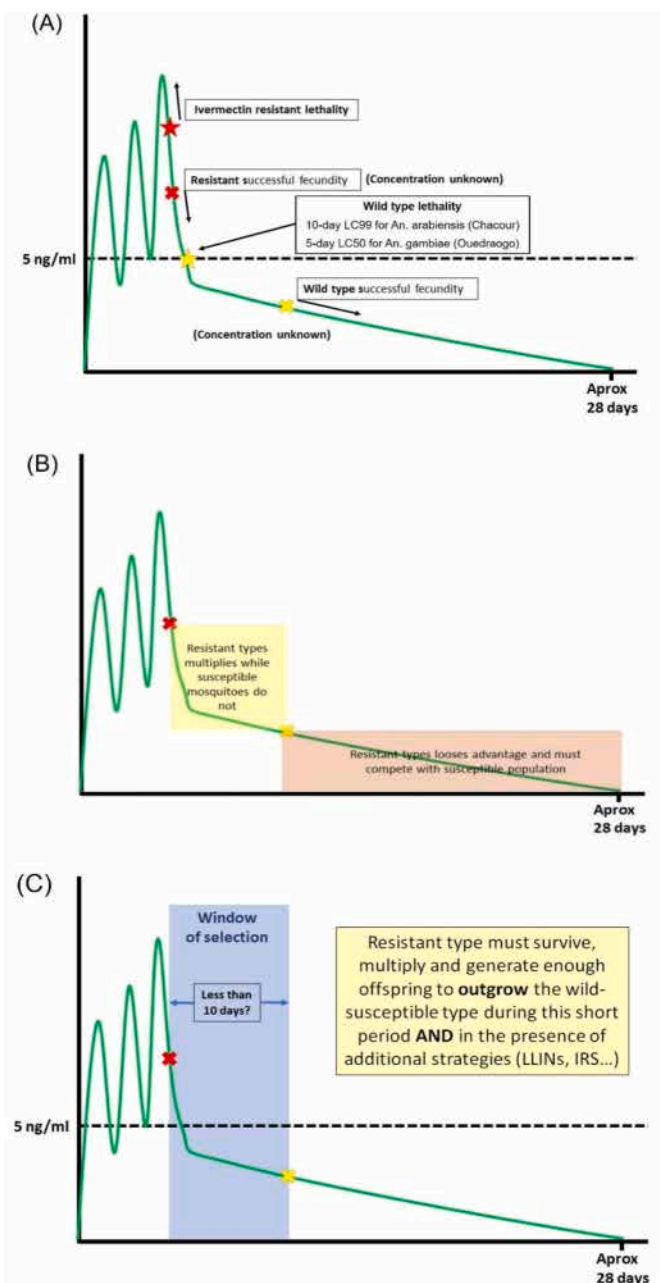 (A)
Ivermectin resistant lethality
Resistant successful fecundity
(Concentration unknown)
Wild type lethality
10-day LC99 for An. arabiensis (Chacour)
5-day LC50 for An. gambiae (Ouedraogo)
5 ng/ml
Wild type successful fecundity
(Concentration unknown)
Aprox
28 days
(B)
Resistant types
multiplies while
susceptible
mosquitoes do
not
Resistant types looses advantage and must
compete with susceptible population
Aprox
28 days
(C)
Window
of selection
Less than
10 days?
Resistant type must survive,
multiply and generate enough
offspring to outgrow the wild-
susceptible type during this short
period AND in the presence of
additional strategies (LLINs, IRS...)
5 ng/ml
Aprox
28 days